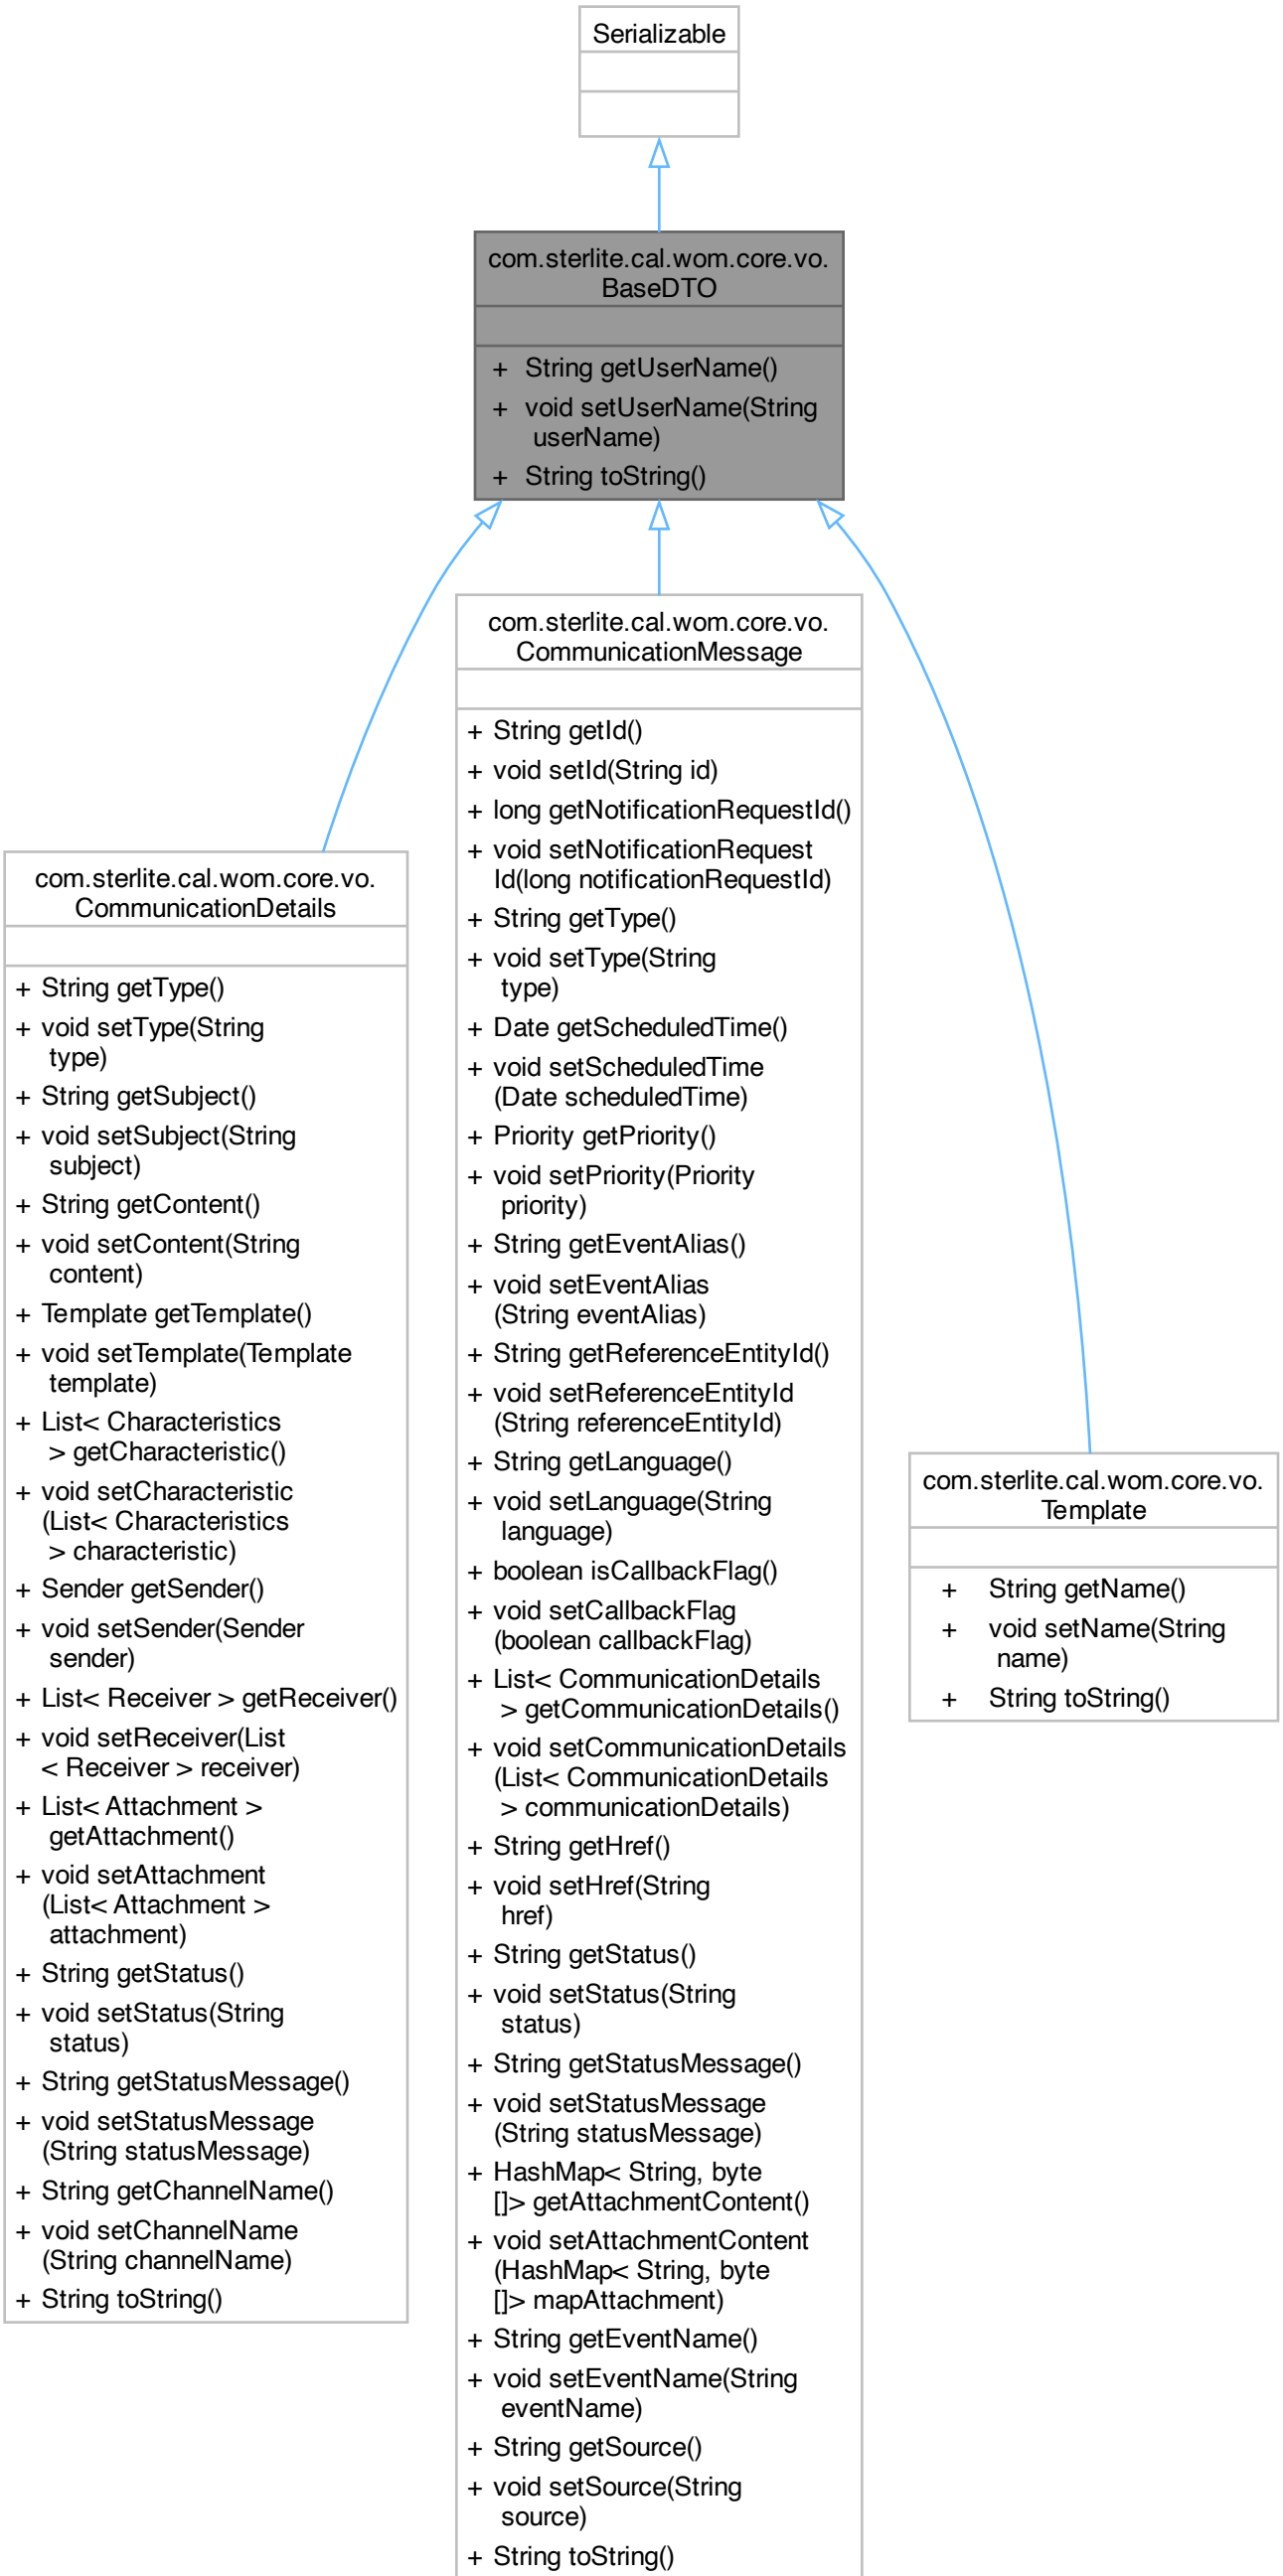 Serializable
com.sterlite.cal.wom.core.vo.
BaseDTO
+ String getUserName()
+ void setUserName(String
userName)
+ String toString()
com.sterlite.cal.wom.core.vo.
CommunicationDetails
+ String getType()
+ void setType(String
type)
+ String getSubject()
+ void setSubject(String
subject)
+ String getContent()
+ void setContent(String
content)
+ Template getTemplate()
+ void setTemplate(Template
template)
+ List< Characteristics
> getCharacteristic()
+ void setCharacteristic
(List< Characteristics
> characteristic)
+ Sender getSender()
+ void setSender(Sender
sender)
+ List< Receiver > getReceiver()
+ void setReceiver(List
< Receiver > receiver)
+ List< Attachment >
getAttachment()
+ void setAttachment
(List< Attachment >
attachment)
+ String getStatus()
+ void setStatus(String
status)
+ String getStatusMessage()
+ void setStatusMessage
(String statusMessage)
+ String getChannelName()
+ void setChannelName
(String channelName)
+ String toString()
com.sterlite.cal.wom.core.vo.
CommunicationMessage
+ String getId()
+ void setId(String id)
+ long getNotificationRequestId()
+ void setNotificationRequest
Id(long notificationRequestId)
+ String getType()
+ void setType(String
type)
+ Date getScheduledTime()
+ void setScheduledTime
(Date scheduledTime)
+ Priority getPriority()
+ void setPriority(Priority
priority)
+ String getEventAlias()
+ void setEventAlias
(String eventAlias)
+ String getReferenceEntityId()
+ void setReferenceEntityId
(String referenceEntityId)
+ String getLanguage()
+ void setLanguage(String
language)
+ boolean isCallbackFlag()
+ void setCallbackFlag
(boolean callbackFlag)
+ List< CommunicationDetails
> getCommunicationDetails()
+ void setCommunicationDetails
(List< CommunicationDetails
> communicationDetails)
+ String getHref()
+ void setHref(String
href)
+ String getStatus()
+ void setStatus(String
status)
+ String getStatusMessage()
+ void setStatusMessage
(String statusMessage)
+ HashMap< String, byte
[]> getAttachmentContent()
+ void setAttachmentContent
(HashMap< String, byte
[]> mapAttachment)
+ String getEventName()
+ void setEventName(String
eventName)
+ String getSource()
+ void setSource(String
source)
+ String toString()
com.sterlite.cal.wom.core.vo.
Template
+ String getName()
+ void setName(String
name)
+ String toString()